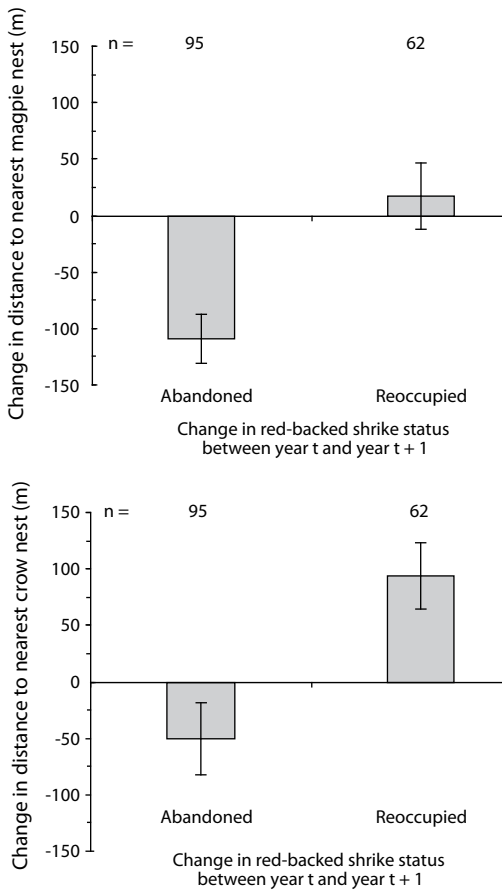 Change in distance to nearest magpie nest (m)
n = 95 62
150
100
50
0
-50
-100
-150
Abandoned Reoccupied
Change in red-backed shrike status
between year t and year t + 1
Change in distance to nearest crow nest (m)
n = 95 62
150
100
50
0
-50
-100
-150
Abandoned Reoccupied
Change in red-backed shrike status
between year t and year t + 1